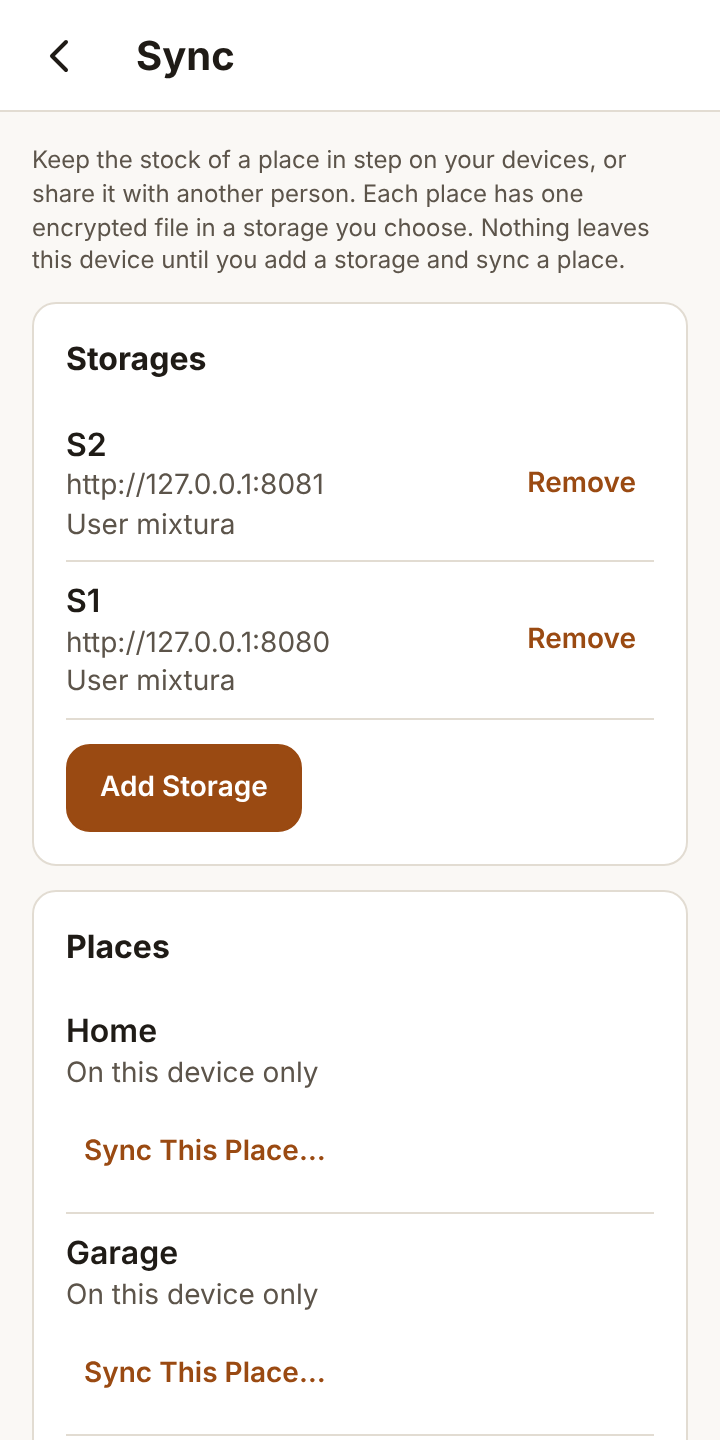 Sync
Keep the stock of a place in step on your devices, or
share it with another person. Each place has one
encrypted file in a storage you choose. Nothing leaves
this device until you add a storage and sync a place.
Storages
S2
http://127.0.0.1:8081
User mixtura
Remove
S1
http://127.0.0.1:8080
User mixtura
Remove
Add Storage
Places
Home
On this device only
Sync This Place...
Garage
On this device only
Sync This Place...